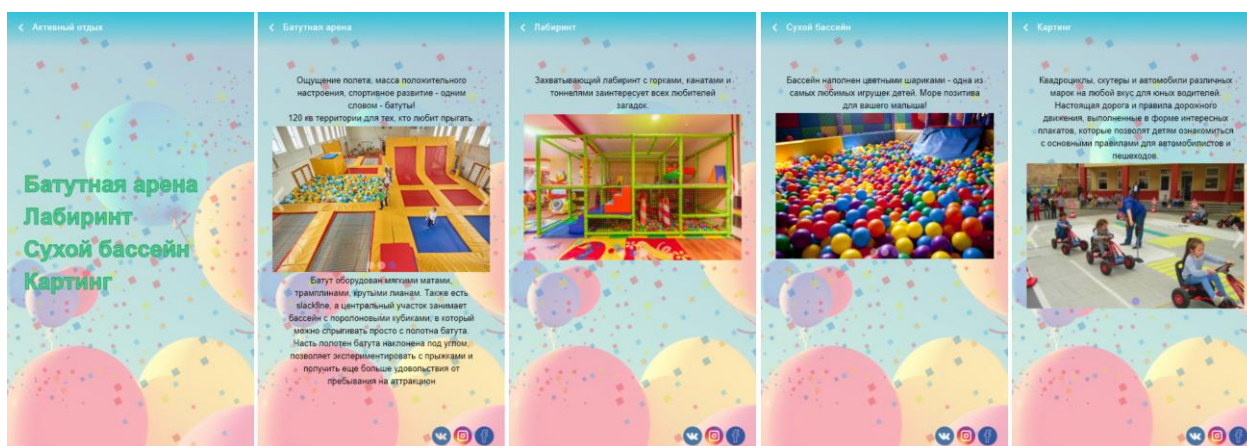 Активный отдых
Батутная арена
Лабиринт
Сухой бассейн
Картинг
Батутная арена
Ощущение полета, масса положительного
настроения, спортивное развитие - одним
словом - батуты!
120 кв территории для тех, кто любит прыгать.
Батут оборудован мягкими матами,
трамплинами, крутыми лианам. Также есть
slackline, а центральный участок занимает
бассейн с поролоновыми кубиками, в который
можно спрыгивать просто с полотна батута.
Часть полотен батута наклонена под углом,
позволяет экспериментировать с прыжками и
получить еще больше удовольствия от
пребывания на аттракцион
Лабиринт
Захватывающий лабиринт с горками, канатами и
тоннелями заинтересует всех любителей
загадок.
Сухой бассейн
Бассейн наполнен цветными шариками - одна из
самых любимых игрушек детей. Море позитива
для вашего малыша!
Картинг
Квадроциклы, скутеры и автомобили различных
марок на любой вкус для юных водителей.
Настоящая дорога и правила дорожного
движения, выполненные в форме интересных
плакатов, которые позволят детям ознакомиться
с основными правилами для автомобилистов и
пешеходов.